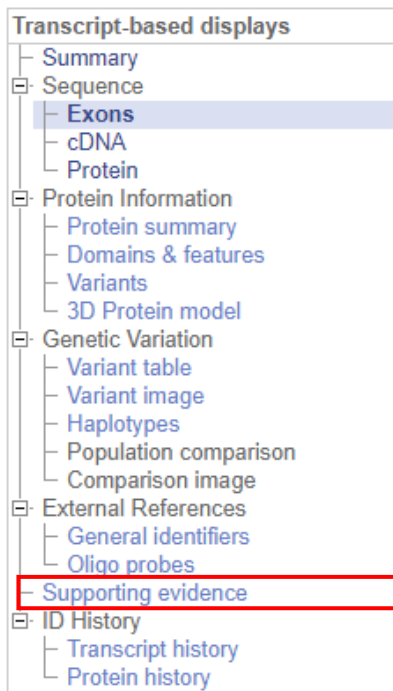 Transcript-based displays
Summary
Sequence
Exons
cDNA
Protein
Protein Information
Protein summary
Domains & features
Variants
3D Protein model
Genetic Variation
Variant table
Variant image
Haplotypes
Population comparison
Comparison image
External References
General identifiers
Oligo probes
Supporting evidence
ID History
Transcript history
Protein history